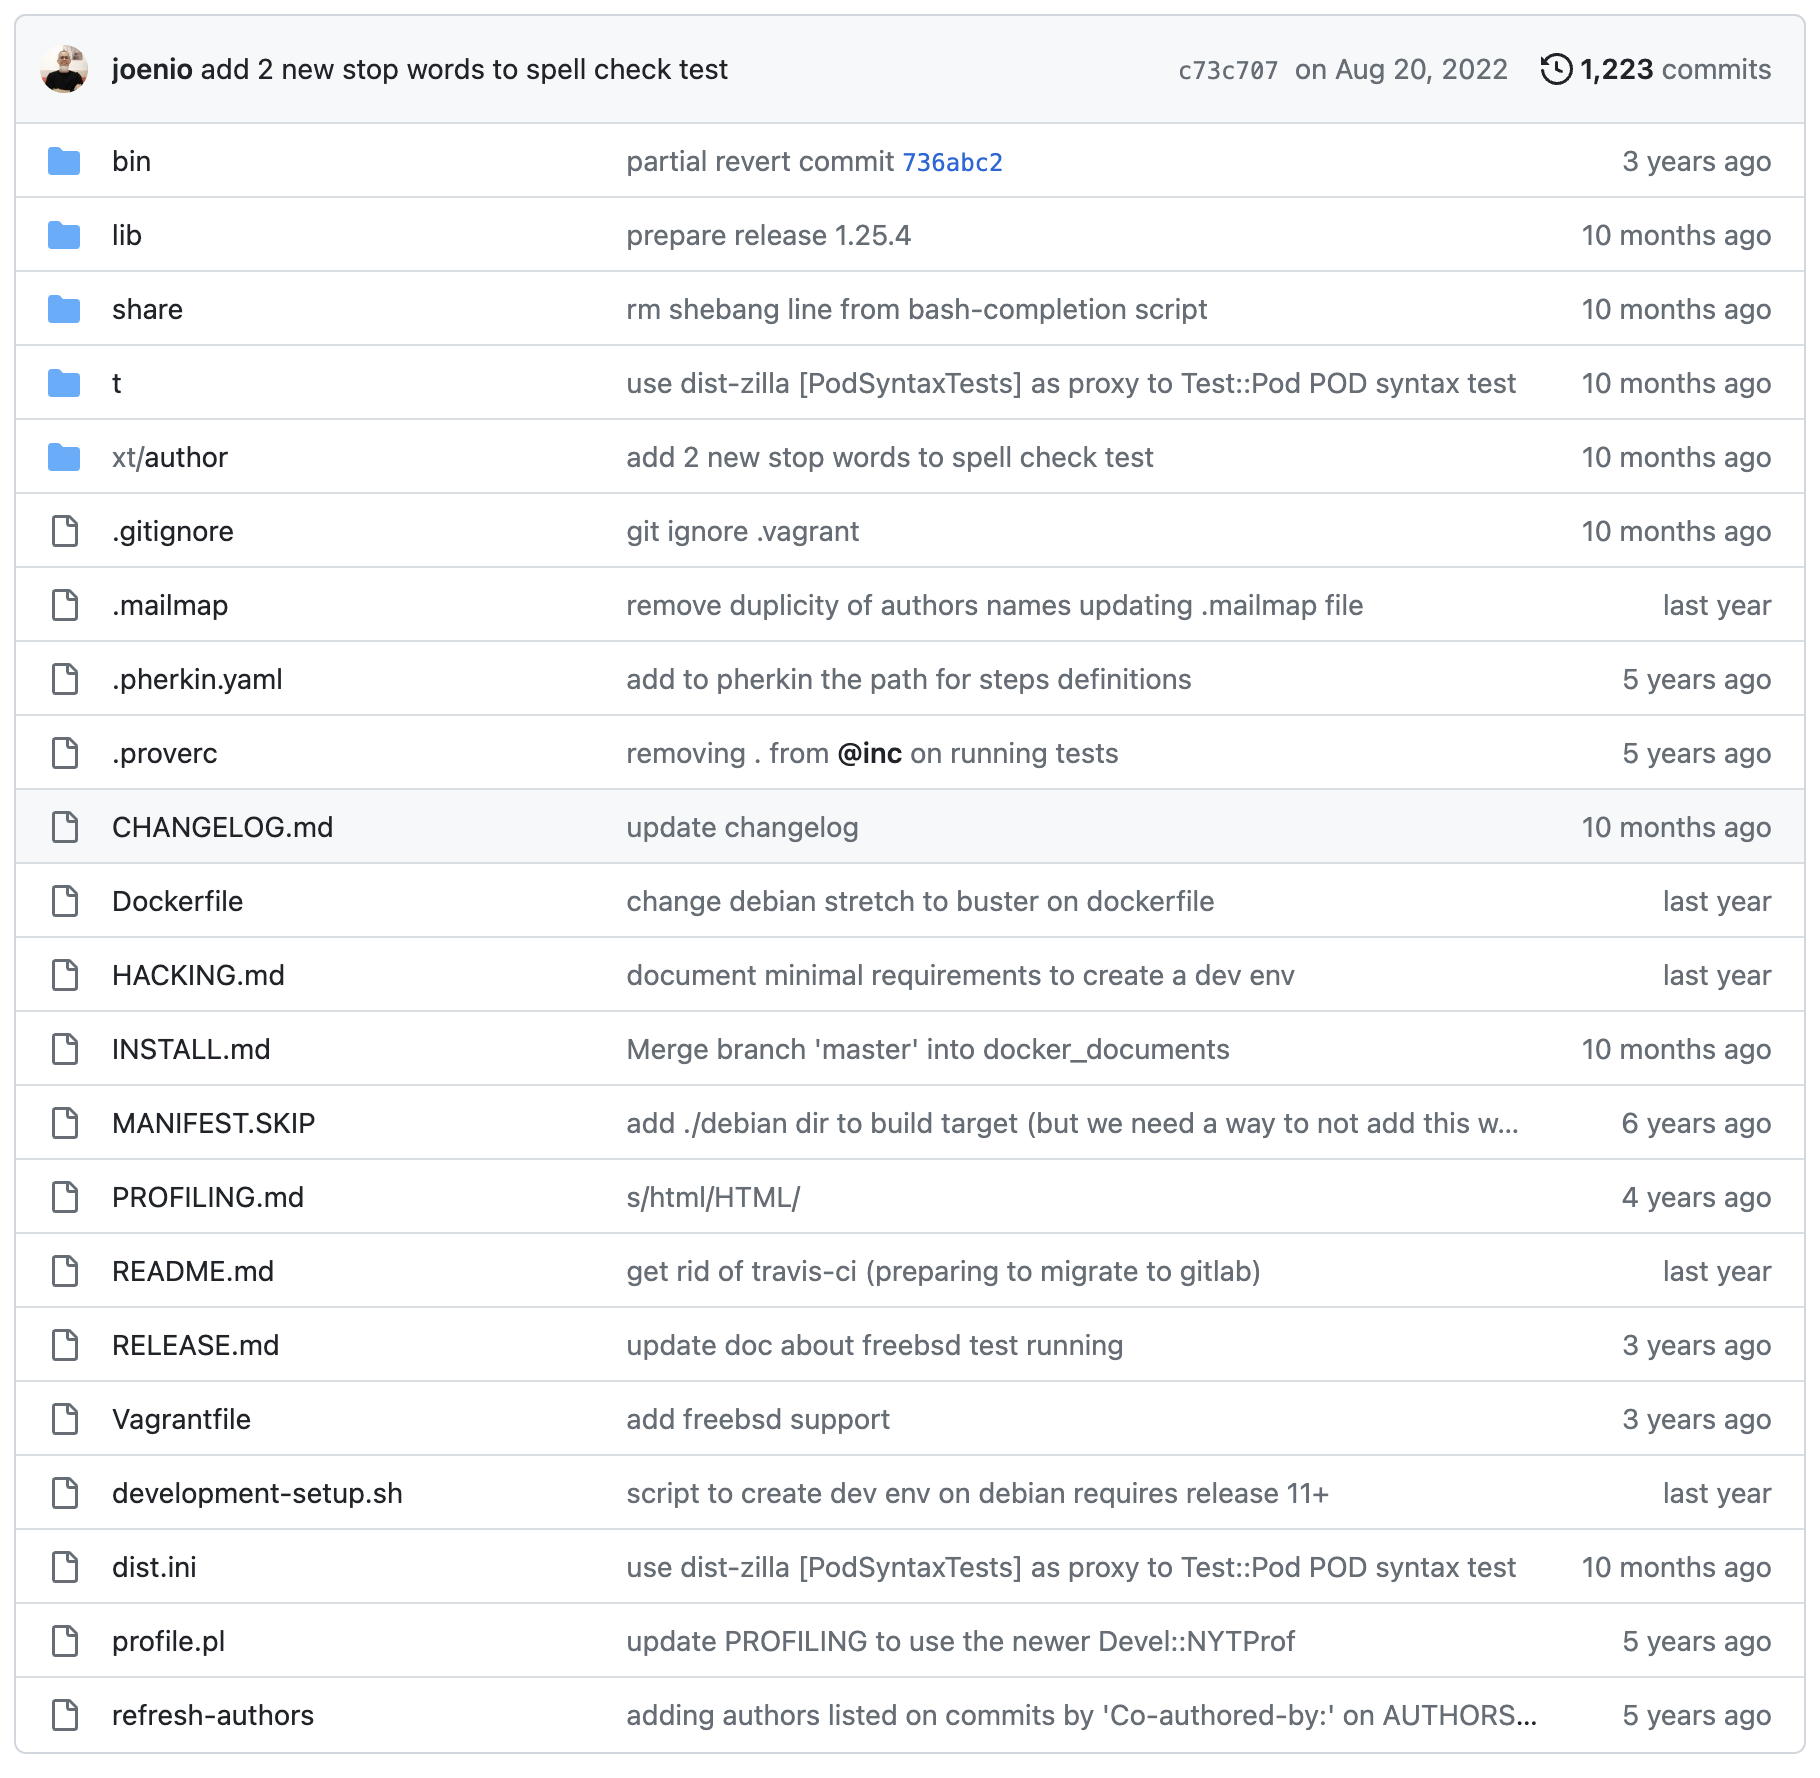 joenio add 2 new stop words to spell check test c73c707 on Aug 20, 2022 1,223 commits
bin partial revert commit 736abc2 3 years ago
lib prepare release 1.25.4 10 months ago
share rm shebang line from bash-completion script 10 months ago
t use dist-zilla [PodSyntaxTests] as proxy to Test::Pod POD syntax test 10 months ago
xt/author add 2 new stop words to spell check test 10 months ago
.gitignore git ignore .vagrant 10 months ago
.mailmap remove duplicity of authors names updating .mailmap file last year
.pherkin.yaml add to pherkin the path for steps definitions 5 years ago
.proverc removing . from @inc on running tests 5 years ago
CHANGELOG.md update changelog 10 months ago
Dockerfile change debian stretch to buster on dockerfile last year
HACKING.md document minimal requirements to create a dev env last year
INSTALL.md Merge branch 'master' into docker_documents 10 months ago
MANIFEST.SKIP add ./debian dir to build target (but we need a way to not add this w... 6 years ago
PROFILING.md s/html/HTML/ 4 years ago
README.md get rid of travis-ci (preparing to migrate to gitlab) last year
RELEASE.md update doc about freebsd test running 3 years ago
Vagrantfile add freebsd support 3 years ago
development-setup.sh script to create dev env on debian requires release 11+ last year
dist.ini use dist-zilla [PodSyntaxTests] as proxy to Test::Pod POD syntax test 10 months ago
profile.pl update PROFILING to use the newer Devel::NYTProf 5 years ago
refresh-authors adding authors listed on commits by 'Co-authored-by:' on AUTHORS... 5 years ago